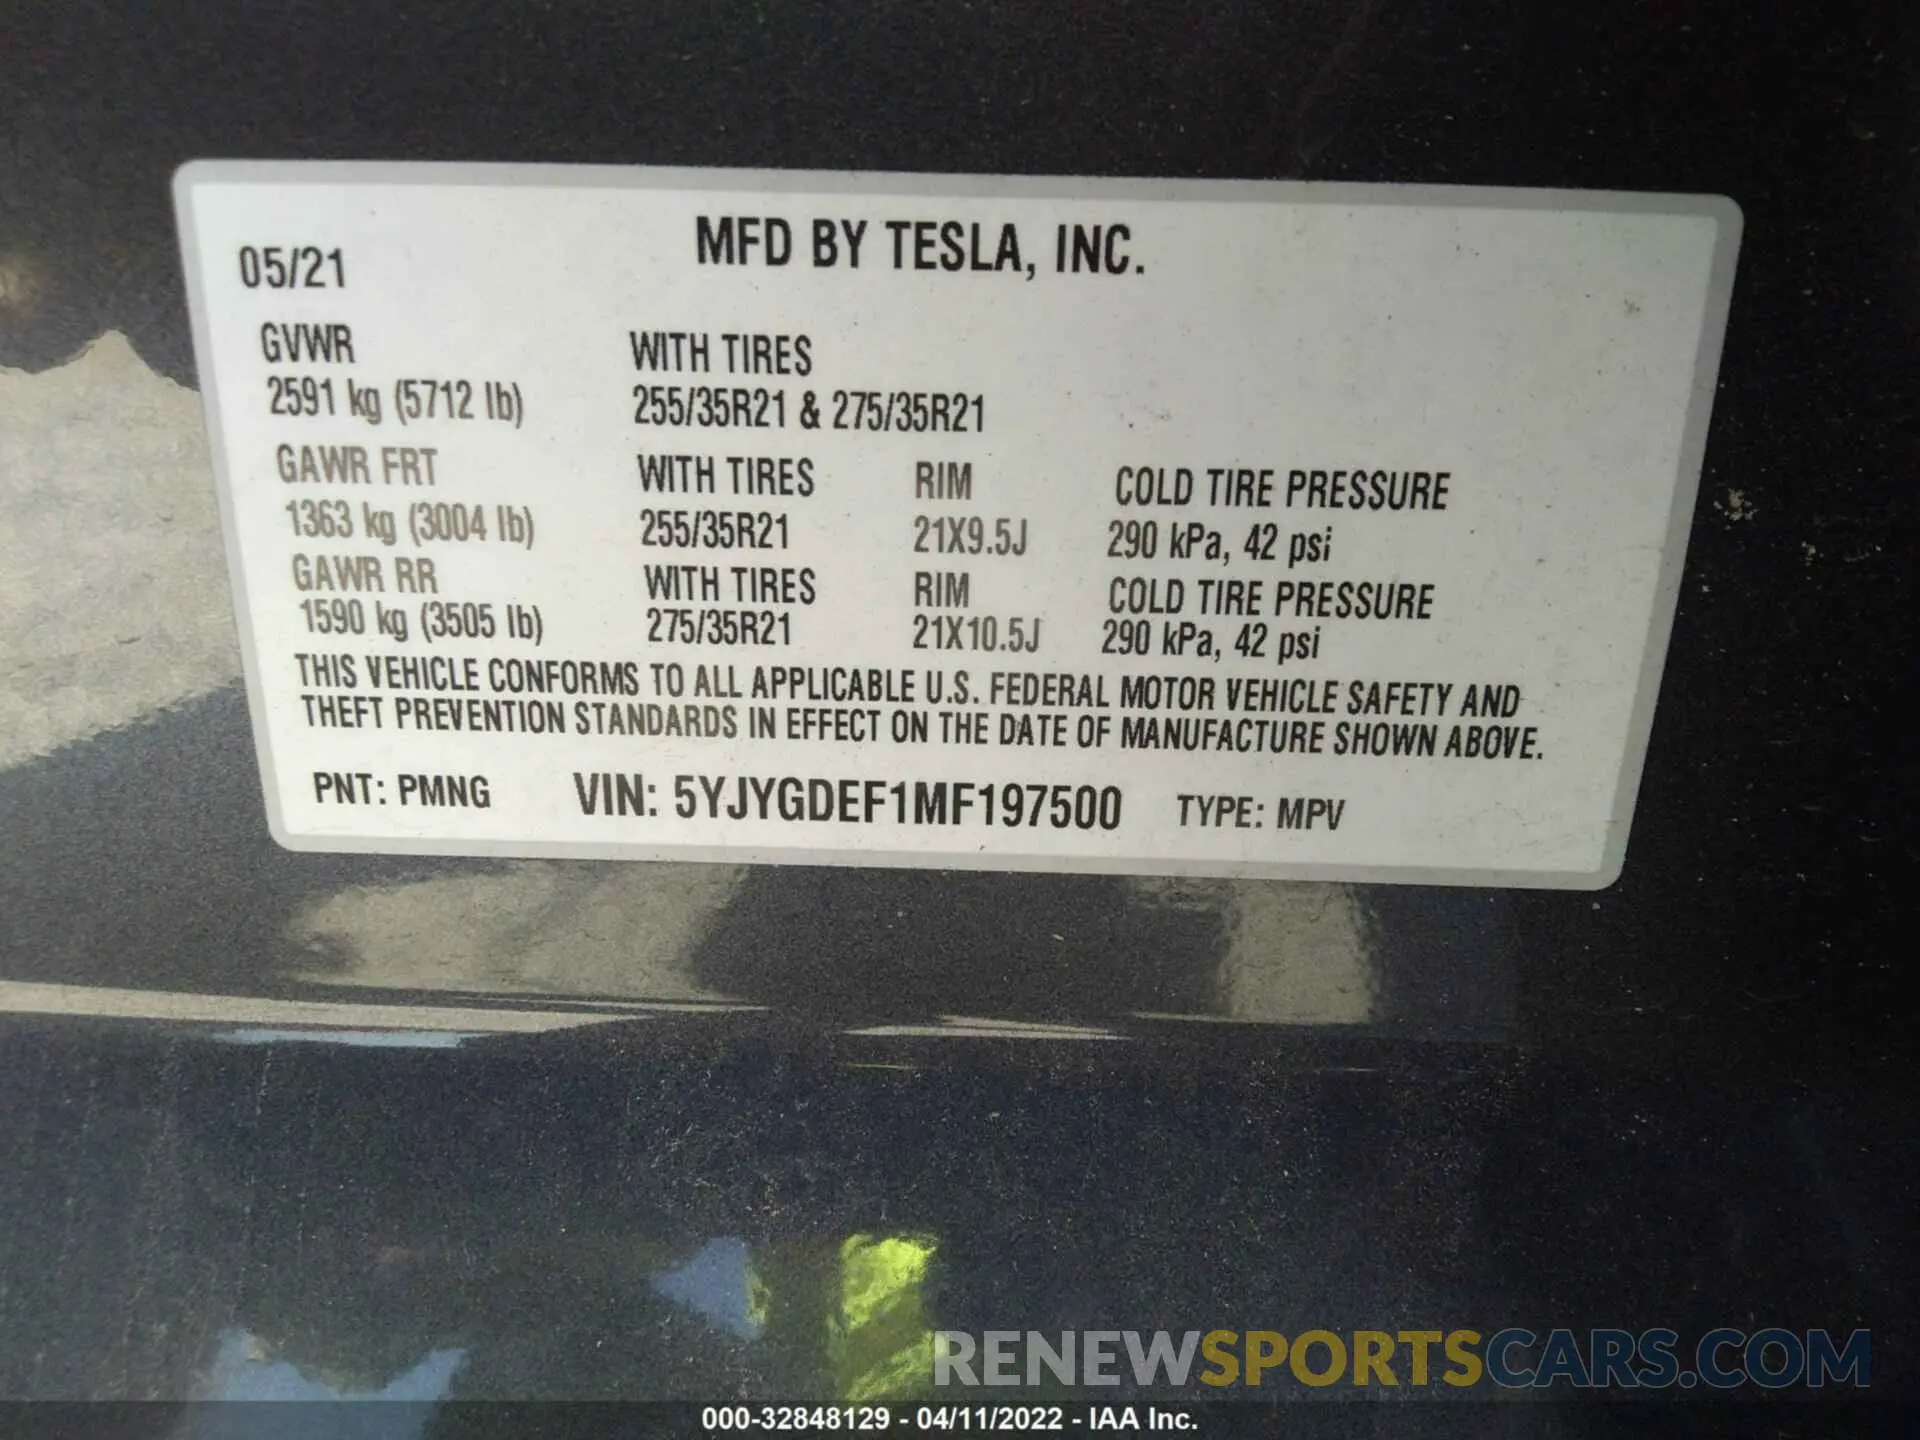 05/21 MFD BY TESLA, INC.
GVWR WITH TIRES
2591 kg (5712 lb) 255/35R21 & 275/35R21
GAWR FRT WITH TIRES RIM COLD TIRE PRESSURE
1363 kg (3004 lb) 255/35R21 21X9.5J 290 kPa, 42 psi
GAWR RR WITH TIRES RIM COLD TIRE PRESSURE
1590 kg (3505 lb) 275/35R21 21X10.5J 290 kPa, 42 psi
THIS VEHICLE CONFORMS TO ALL APPLICABLE U.S. FEDERAL MOTOR VEHICLE SAFETY AND
THEFT PREVENTION STANDARDS IN EFFECT ON THE DATE OF MANUFACTURE SHOWN ABOVE.
PNT: PMNG VIN: 5YJYGDEF1MF197500 TYPE: MPV
RENEWSPORTSCARS.COM
000-32848129 - 04/11/2022 - IAA Inc.